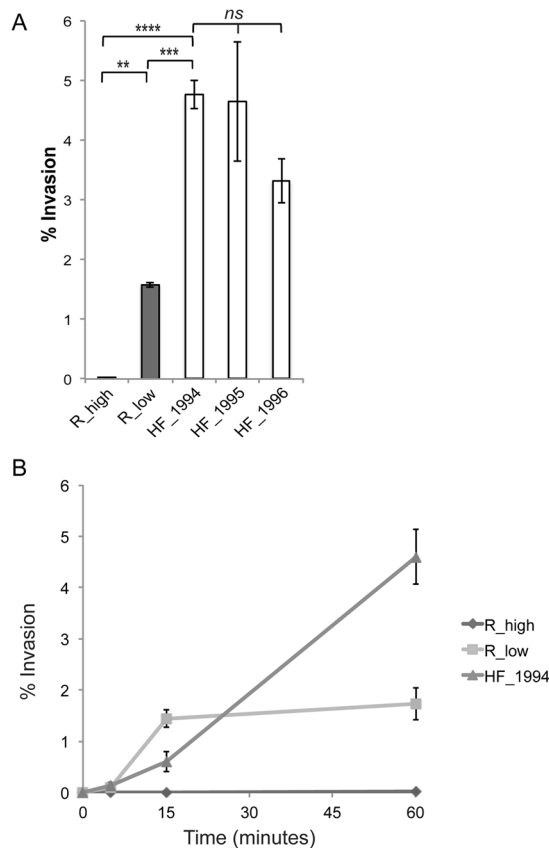 A
ns
****
***
**
% Invasion
6
5
4
3
2
1
0
R_high
R_low
HF_1994
HF_1995
HF_1996
B
% Invasion
6
5
4
3
2
1
0
0
15
30
45
60
Time (minutes)
R_high
R_low
HF_1994